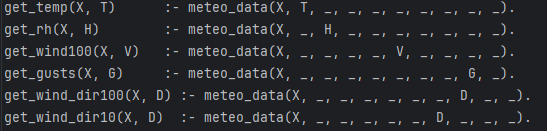 get_temp(X, T)        :- meteo_data(X, T, _, _, _, _, _, _, _, _).
get_rh(X, H)          :- meteo_data(X, _, H, _, _, _, _, _, _, _).
get_wind100(X, V)     :- meteo_data(X, _, _, _, _, V, _, _, _, _).
get_gusts(X, G)       :- meteo_data(X, _, _, _, _, _, _, _, G, _).
get_wind_dir100(X, D) :- meteo_data(X, _, _, _, _, _, _, D, _, _).
get_wind_dir10(X, D)  :- meteo_data(X, _, _, _, _, _, D, _, _, _).